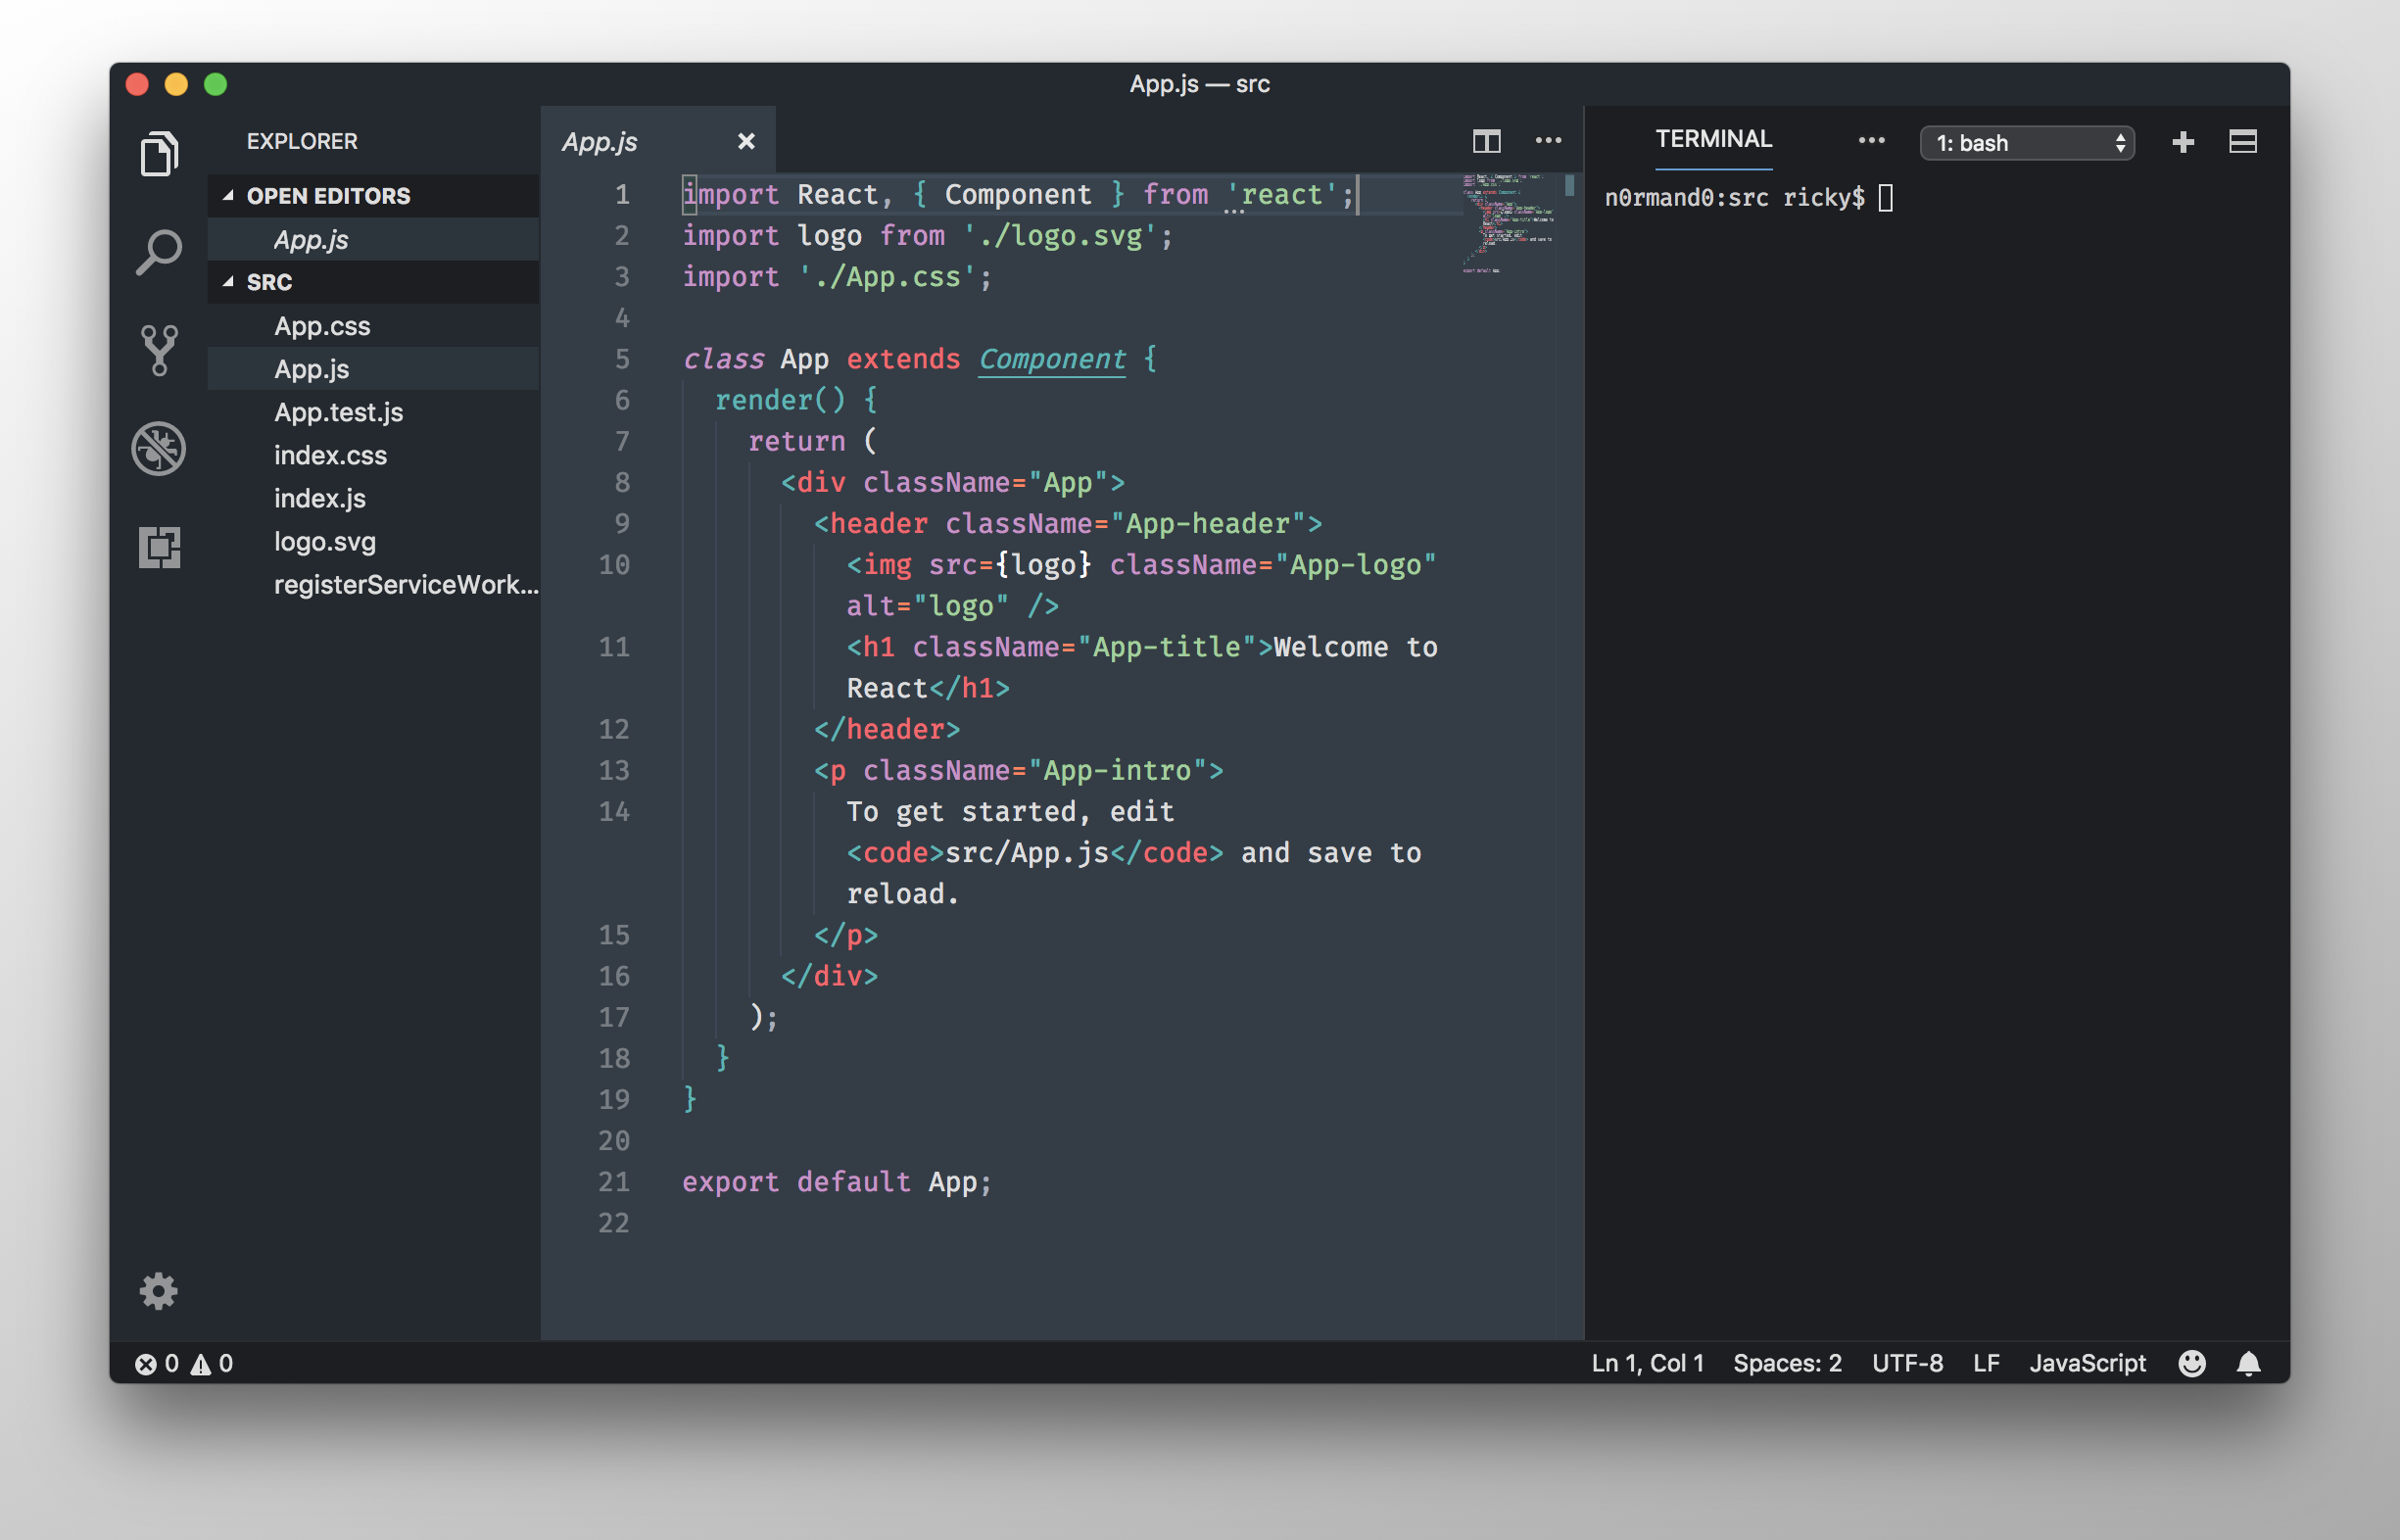 App.js — src
EXPLORER
OPEN EDITORS
App.js
SRC
App.css
App.js
App.test.js
index.css
index.js
logo.svg
registerServiceWork...
App.js
1 import React, { Component } from 'react';
2 import logo from './logo.svg';
3 import './App.css';
4
5 class App extends Component {
6 render() {
7 return (
8 <div className="App">
9 <header className="App-header">
10 <img src={logo} className="App-logo"
alt="logo" />
11 <h1 className="App-title">Welcome to
React</h1>
12 </header>
13 <p className="App-intro">
14 To get started, edit
<code>src/App.js</code> and save to
reload.
15 </p>
16 </div>
17 );
18 }
19 }
20
21 export default App;
22
TERMINAL
1: bash
n0rmand0:src ricky$
0 0
Ln 1, Col 1 Spaces: 2 UTF-8 LF JavaScript